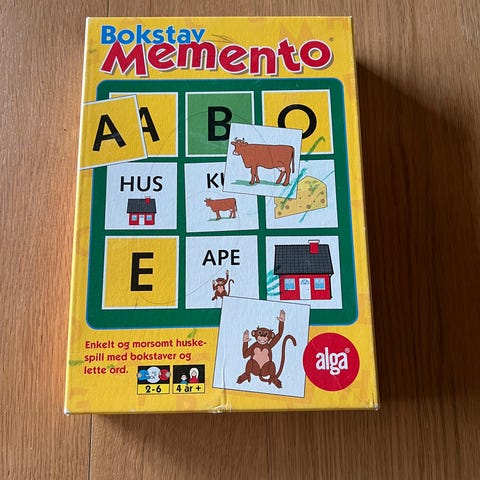 Bokstav
Memento®
A A B O
HUS
E
APE
Enkelt og morsomt huske-
spill med bokstaver og
lette ord.
2-6
4 år +
alga®